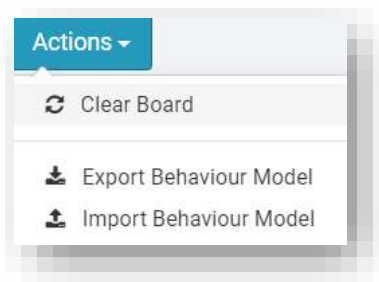 Actions
Clear Board
Export Behaviour Model
Import Behaviour Model